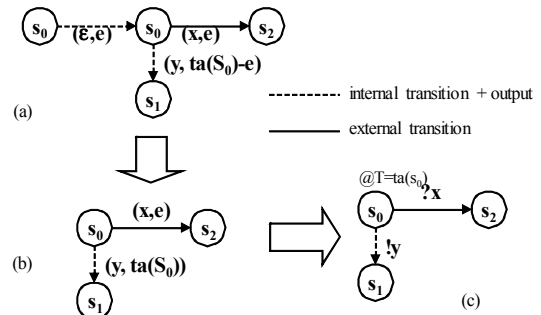 s₀ (ε,e) s₀ (x,e) s₂
(y, ta(S₀)-e)
s₁
(a)
internal transition + output
external transition
@T=ta(s₀)
s₀ (x,e) s₂
(y, ta(S₀))
s₁
(b)
s₀ ?x s₂
!y
s₁
(c)